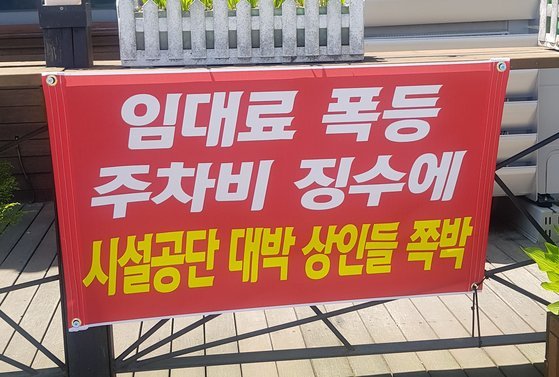 임대료 폭등
주차비 징수에
시설공단 대박 상인들 쪽박